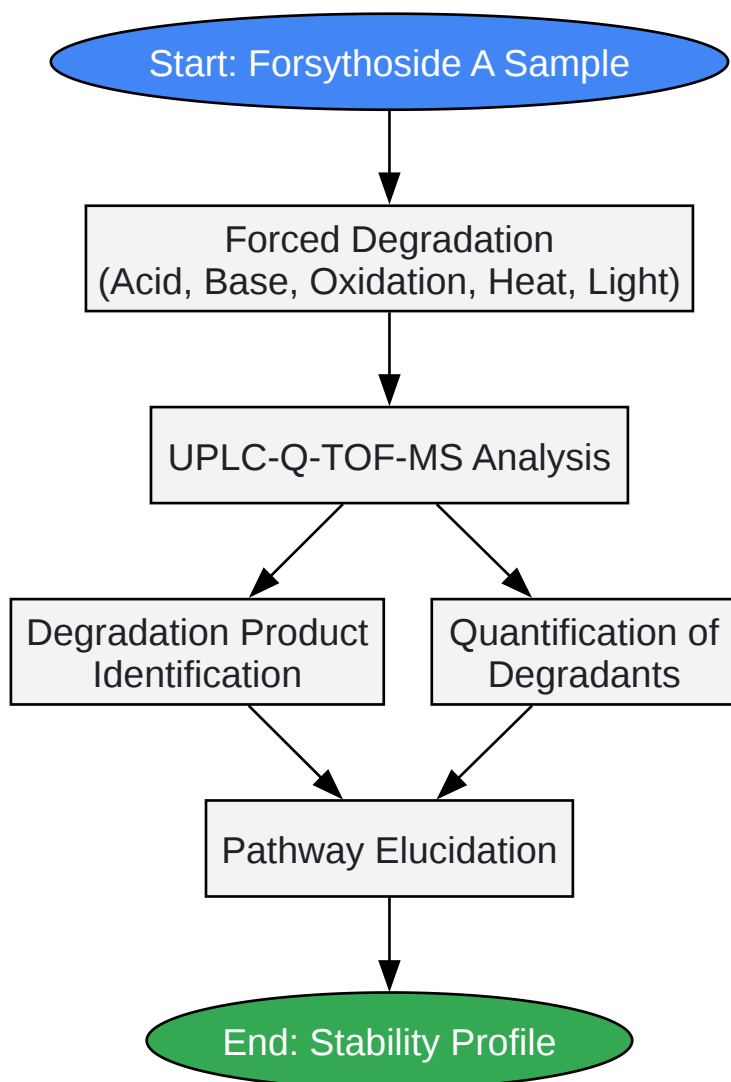 Start: Forsythoside A Sample
Forced Degradation
(Acid, Base, Oxidation, Heat, Light)
UPLC-Q-TOF-MS Analysis
Degradation Product
Identification
Quantification of
Degradants
Pathway Elucidation
End: Stability Profile